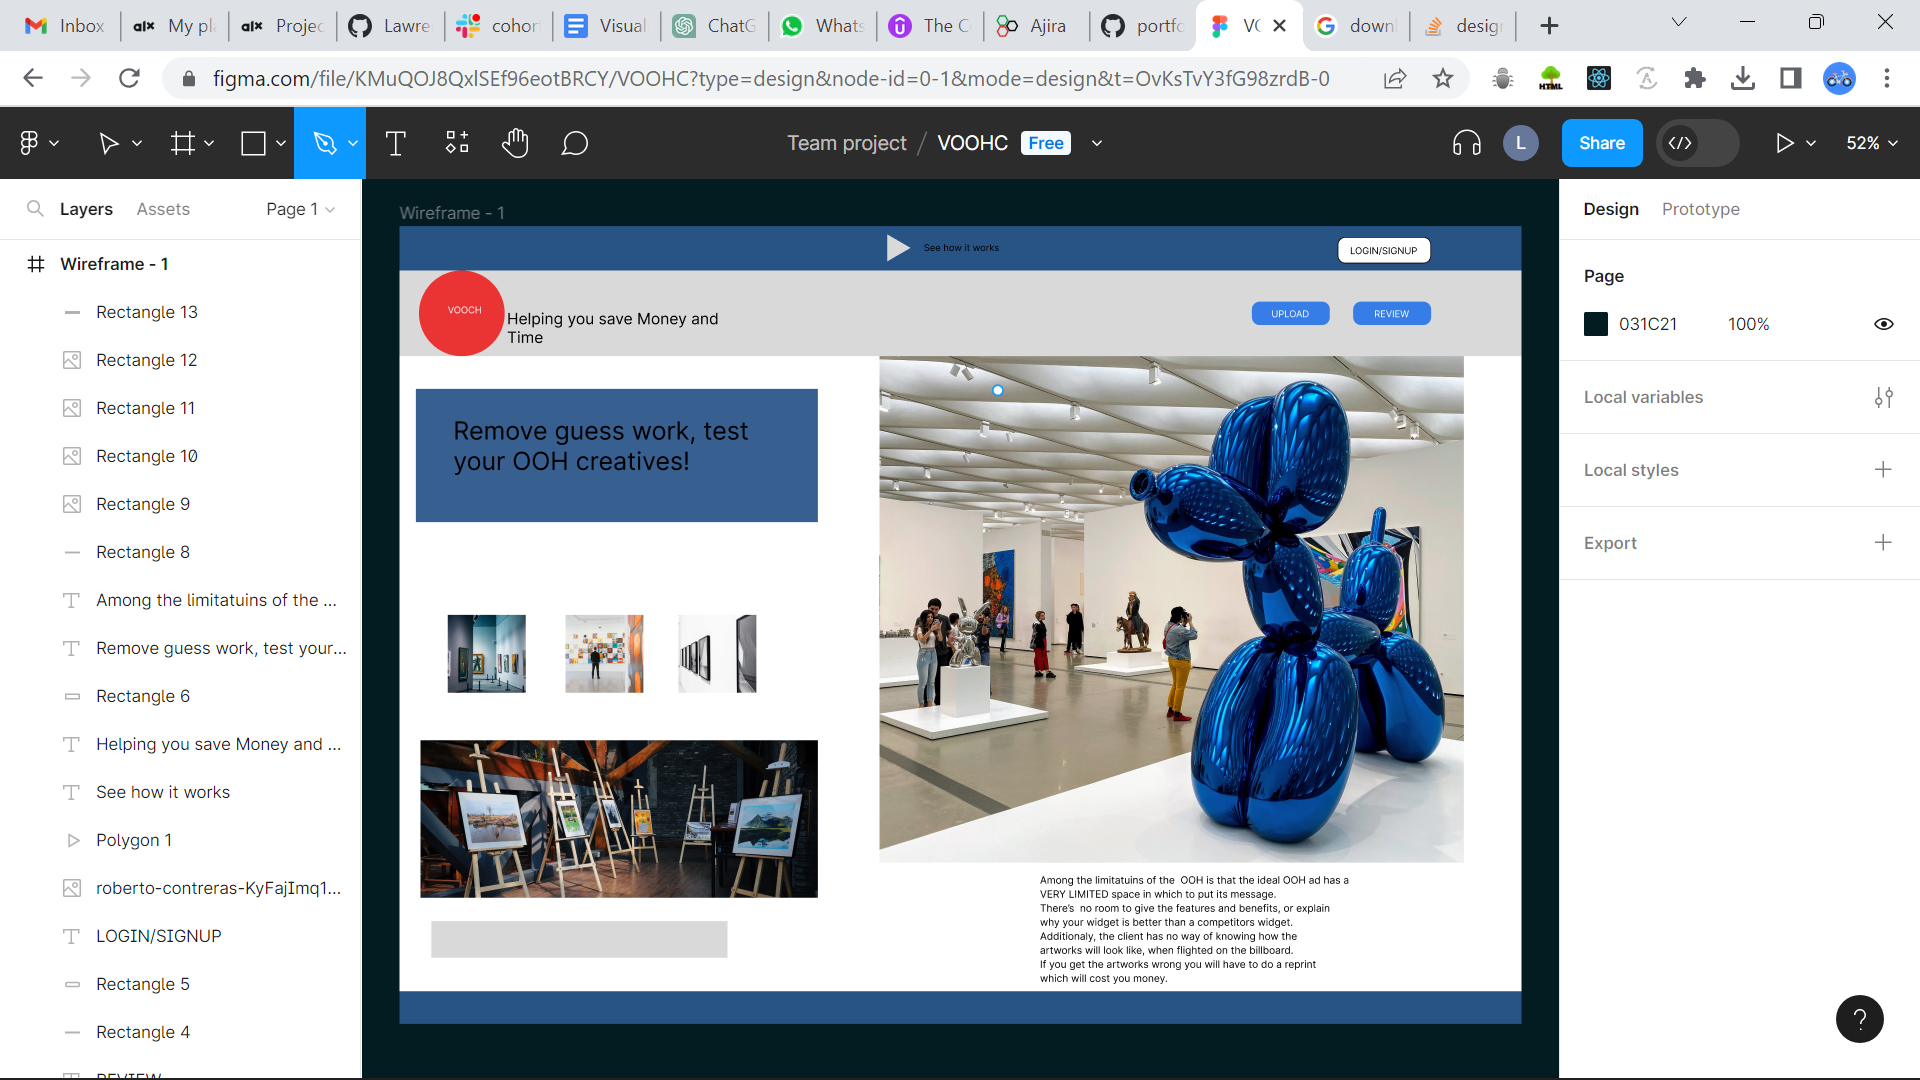 Inbox
My pl
Projec
Lawre
cohor
Visual
ChatG
Whats
The C
Ajira
portfo
VO
down
design
figma.com/file/KMuQOJ8QxlSEf96eotBRCY/VOOHC?type=design&node-id=0-1&mode=design&t=OvKsTvY3fG98zrdB-0
HTML
Team project / VOOHC Free
L
Share
52%
Layers
Assets
Page 1
Wireframe - 1
Rectangle 13
Rectangle 12
Rectangle 11
Rectangle 10
Rectangle 9
Rectangle 8
Among the limitatuins of the ...
Remove guess work, test your...
Rectangle 6
Helping you save Money and ...
See how it works
Polygon 1
roberto-contreras-KyFajImq1...
LOGIN/SIGNUP
Rectangle 5
Rectangle 4
REVIEW
Wireframe - 1
See how it works
LOGIN/SIGNUP
VOOCH
Helping you save Money and
Time
UPLOAD
REVIEW
Remove guess work, test
your OOH creatives!
Among the limitatuins of the  OOH is that the ideal OOH ad has a
VERY LIMITED space in which to put its message.
There's  no room to give the features and benefits, or explain
why your widget is better than a competitors widget.
Additionaly, the client has no way of knowing how the
artworks will look like, when flighted on the billboard.
If you get the artworks wrong you will have to do a reprint
which will cost you money.
Design
Prototype
Page
031C21
100%
Local variables
Local styles
Export
?